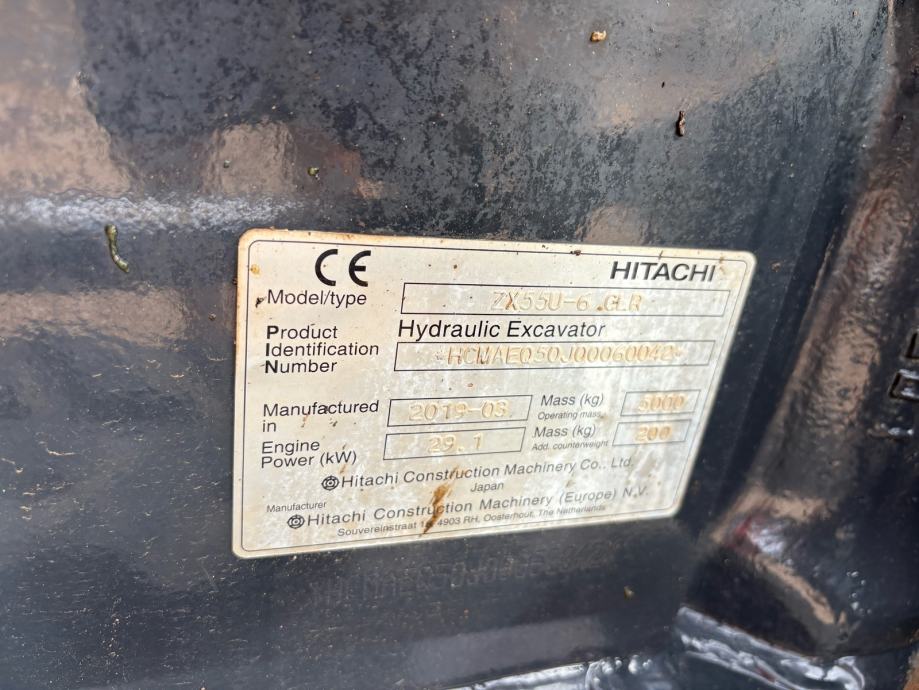 CE HITACHI
Model/type ZX55U-6 CLR
Product Hydraulic Excavator
Identification *HCMAEQ50J00060042*
Number
Manufactured in 2019-03 Mass (kg) Operating mass 5000
Engine Power (kW) 29.1 Mass (kg) Add. counterweight 200
Hitachi Construction Machinery Co., Ltd.
Japan
Manufacturer
Hitachi Construction Machinery (Europe) N.V.
Souvereinstraat 4903 RH, Oosterhout, The Netherlands